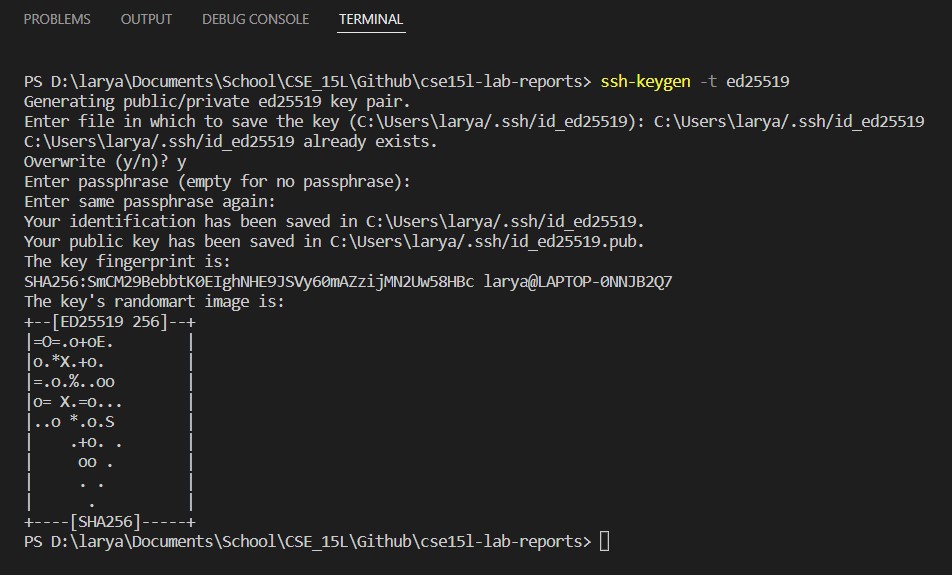 PROBLEMS OUTPUT DEBUG CONSOLE TERMINAL
PS D:\larya\Documents\School\CSE_15L\Github\cse15l-lab-reports> ssh-keygen -t ed25519
Generating public/private ed25519 key pair.
Enter file in which to save the key (C:\Users\larya/.ssh/id_ed25519): C:\Users\larya/.ssh/id_ed25519
C:\Users\larya/.ssh/id_ed25519 already exists.
Overwrite (y/n)? y
Enter passphrase (empty for no passphrase):
Enter same passphrase again:
Your identification has been saved in C:\Users\larya/.ssh/id_ed25519.
Your public key has been saved in C:\Users\larya/.ssh/id_ed25519.pub.
The key fingerprint is:
SHA256:SmCM29BebbtK0EIghNHE9JSVy60mAZzijMN2Uw58HBc larya@LAPTOP-0NNJB2Q7
The key's randomart image is:
+--[ED25519 256]--+
|=O=.o+oE.        |
|o.*X.+o.         |
|=.o.%..oo        |
|o= X.=o...       |
|..o *.o.S        |
|    .+o. .       |
|     oo .        |
|     . .         |
|      .          |
+----[SHA256]-----+
PS D:\larya\Documents\School\CSE_15L\Github\cse15l-lab-reports>